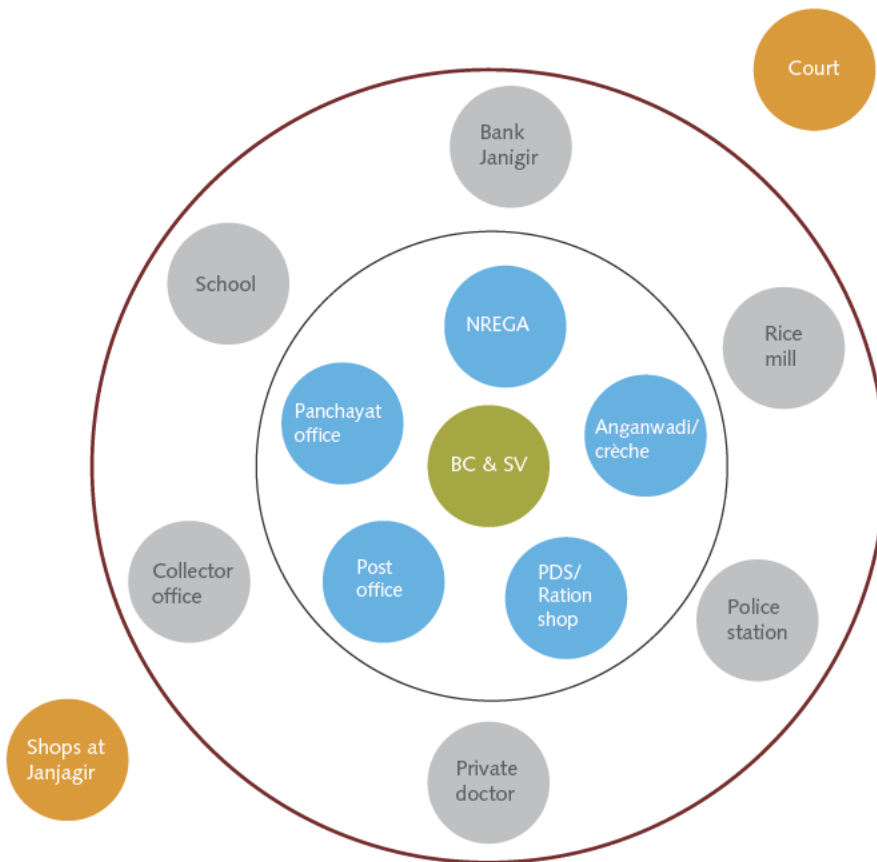 Court
Bank
Janigir
School
NREGA
Rice
mill
Panchayat
office
Anganwadi/
crèche
BC & SV
Post
office
PDS/
Ration
shop
Collector
office
Police
station
Shops at
Janjagir
Private
doctor